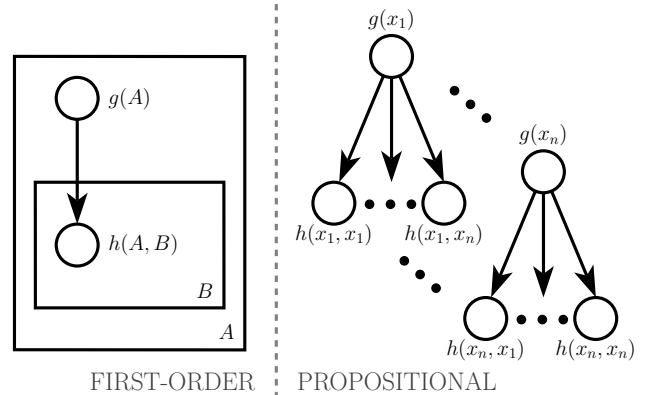 g(A)
h(A, B)
B
A
FIRST-ORDER
g(x₁)
g(xₙ)
h(x₁, x₁)
h(x₁, xₙ)
h(xₙ, x₁)
h(xₙ, xₙ)
PROPOSITIONAL